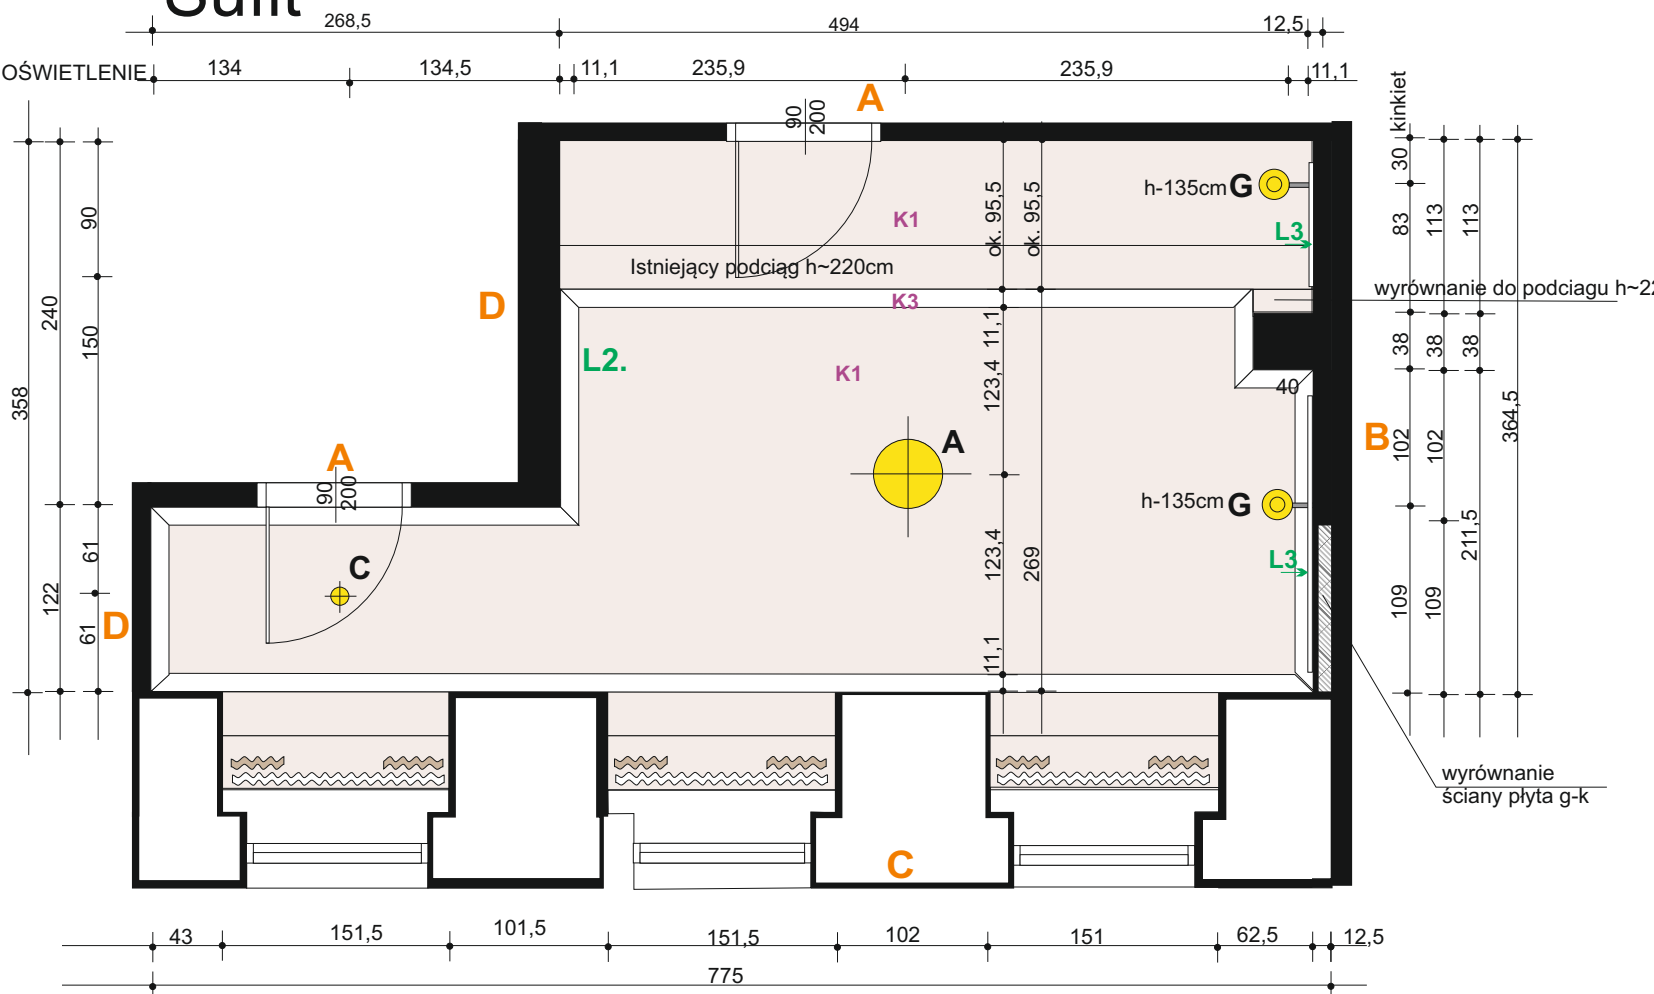 Sufit
268,5
494
12,5
OŚWIETLENIE
134
134,5
11,1
235,9
235,9
11,1
A
90
200
kinkiet
30
83
113
113
h-135cm G
L3
K1
ok. 95,5
ok. 95,5
Istniejący podciąg h~220cm
wyrównanie do podciagu h~22
D
K3
L2.
K1
11,1
123,4
40
38
38
38
358
240
90
150
A
90
200
A
B
102
102
364,5
h-135cm G
L3
123,4
269
211,5
109
109
C
D
122
61
61
11,1
wyrównanie
ściany płyta g-k
C
43
151,5
101,5
151,5
102
151
62,5
12,5
775